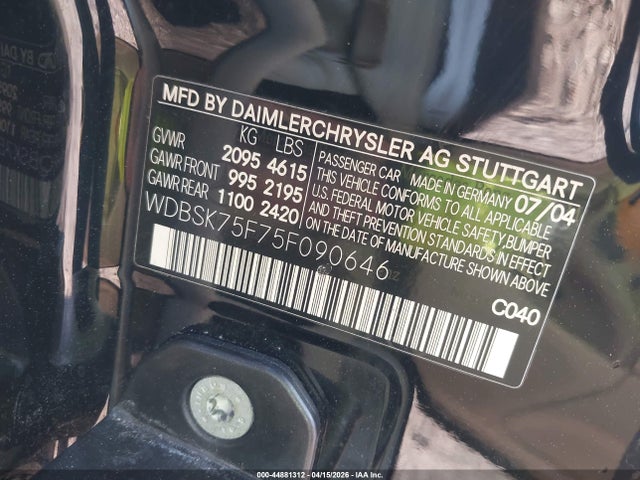 MFD BY DAIMLERCHRYSLER AG STUTTGART
KG LBS
GVWR 2095 4615
GAWR FRONT 995 2195
GAWR REAR 1100 2420
PASSENGER CAR MADE IN GERMANY 07/04
THIS VEHICLE CONFORMS TO ALL APPLICABLE
U.S. FEDERAL MOTOR VEHICLE SAFETY, BUMPER
AND THEFT PREVENTION STANDARDS IN EFFECT
ON THE DATE OF MANUFACTURE SHOWN ABOVE
WDBSK75F75F090646
C040
000-44881312 - 04/15/2026 - IAA Inc.